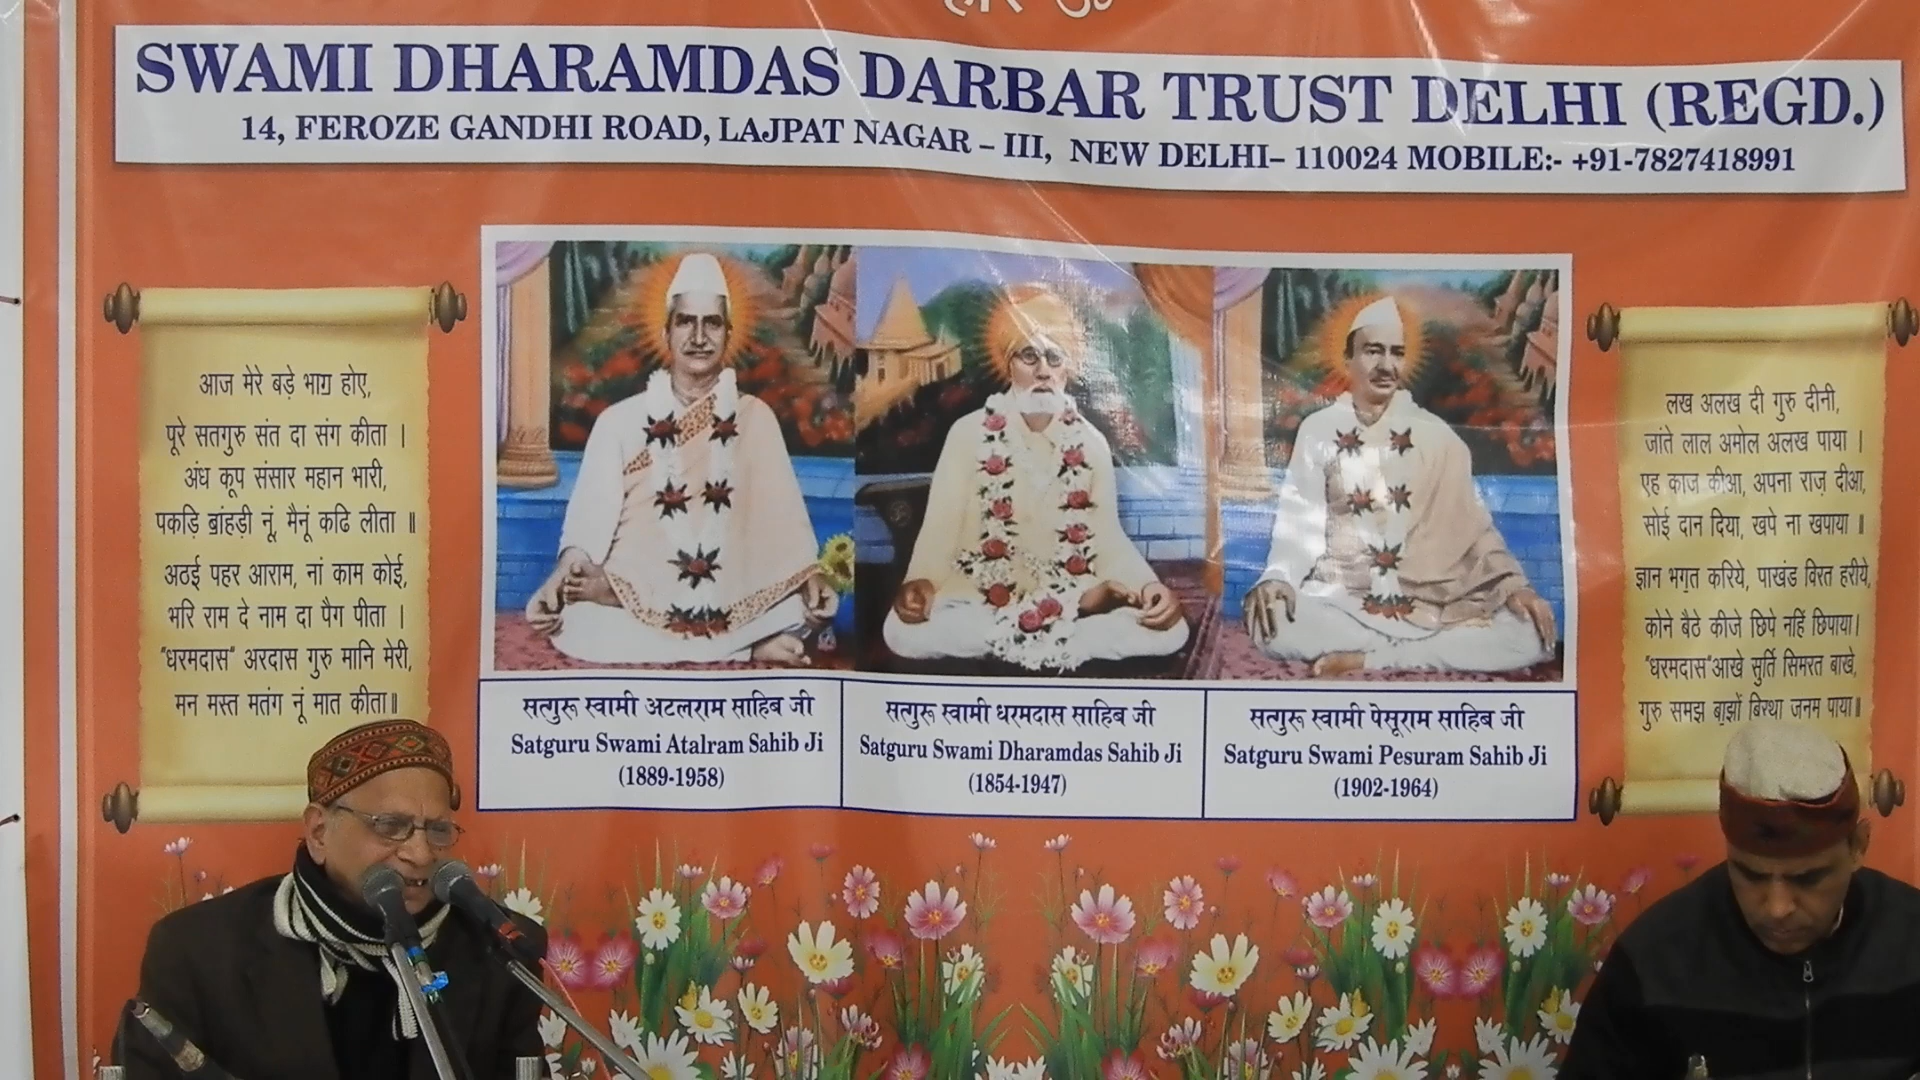 हरि ॐ
SWAMI DHARAMDAS DARBAR TRUST DELHI (REGD.)
14, FEROZE GANDHI ROAD, LAJPAT NAGAR – III, NEW DELHI– 110024 MOBILE:- +91-7827418991
आज मेरे बड़े भाग॒ होए,
पूरे सतगुरु संत दा संग कीता ।
अंध कूप संसार महान भारी,
पकड़ि ॿांहड़ी नूं, मैनूं कढि लीता ॥
अठई पहर आराम, नां काम कोई,
भरि राम दे नाम दा पैग पीता ।
"धरमदास" अरदास गुरु मानि मेरी,
मन मस्त मतंग नूं मात कीता॥
सत्गुरू स्वामी अटलराम साहिब जी
Satguru Swami Atalram Sahib Ji
(1889-1958)
सत्गुरू स्वामी धरमदास साहिब जी
Satguru Swami Dharamdas Sahib Ji
(1854-1947)
सत्गुरू स्वामी पेसूराम साहिब जी
Satguru Swami Pesuram Sahib Ji
(1902-1964)
लख अलख दी गुरु दीनी,
जांते लाल अमोल अलख पाया ।
एह काज कीआ, अपना राज़ दीआ,
सोई दान दिया, खपे ना खपाया ॥
ज्ञान भग॒त करिये, पाखंड विरत हरीये,
कोने बैठे कीजे छिपे नहिं छिपाया।
"धरमदास"आखे सुर्ति सिमरत बाखे,
गुरु समझ बा॒झों बिरथा जनम पाया॥